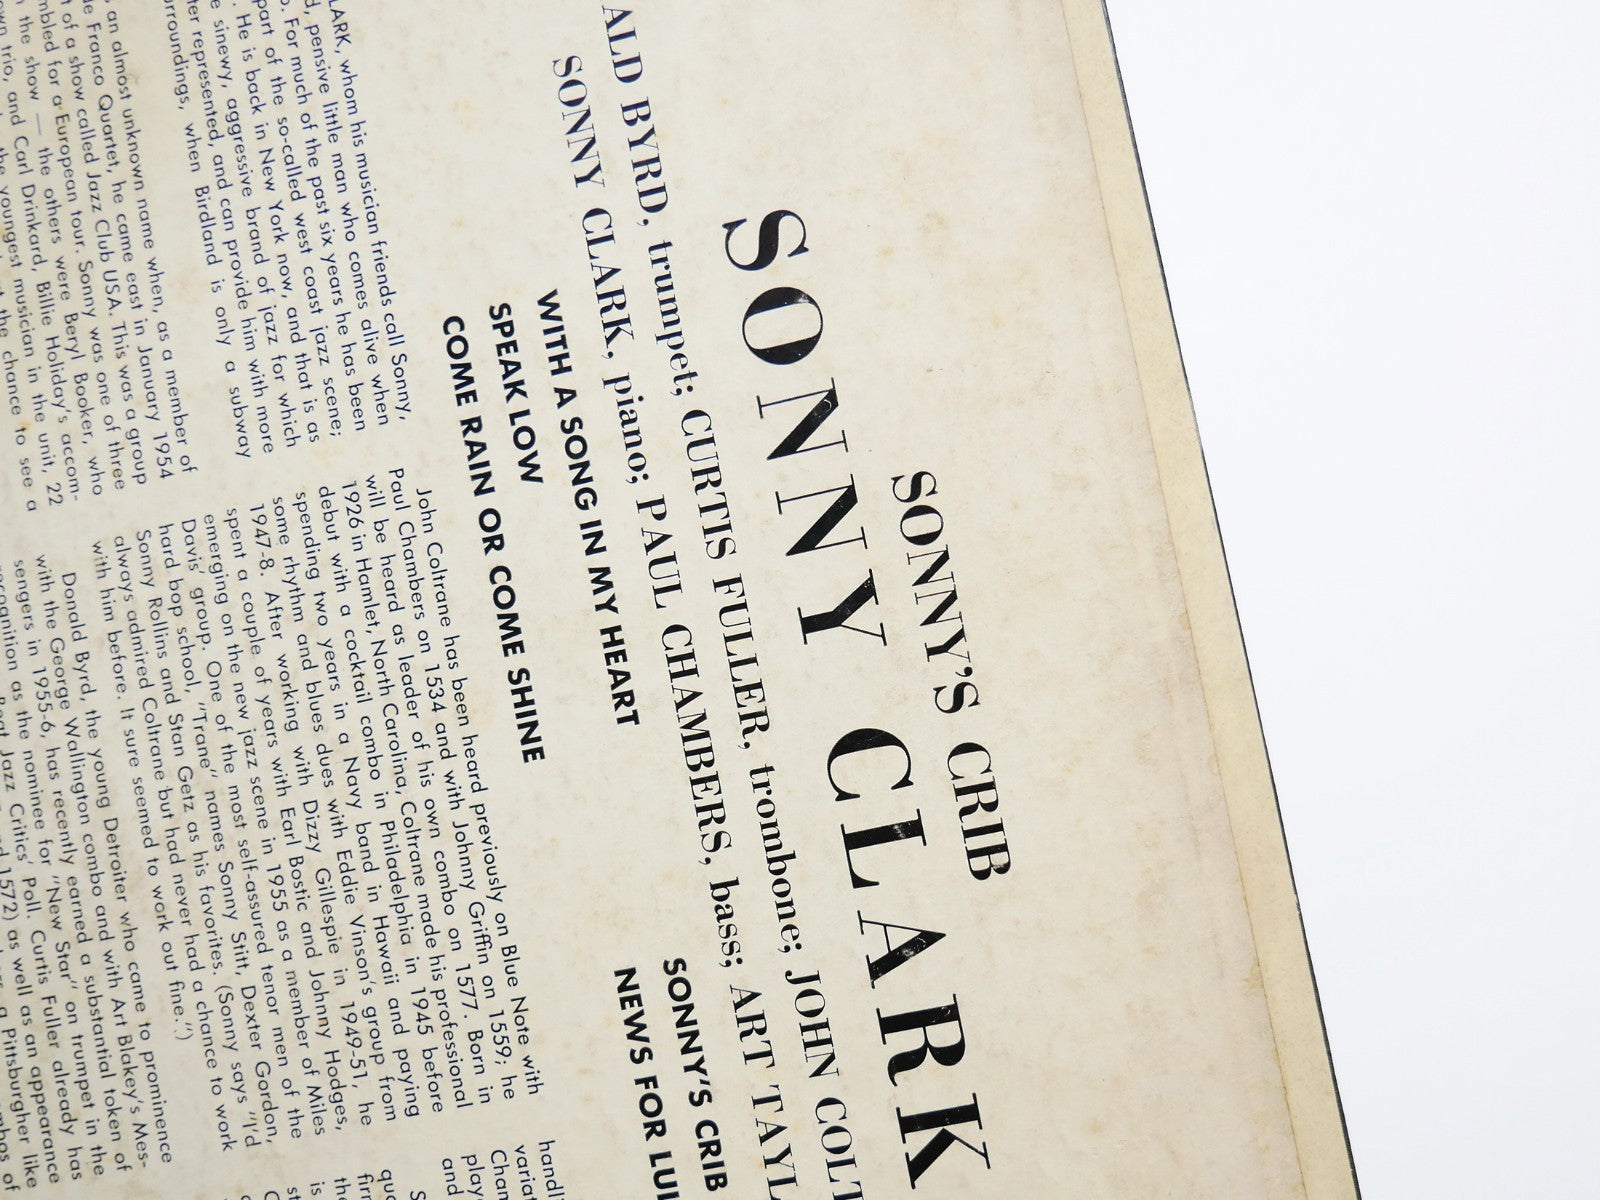 SONNY'S CRIB
SONNY CLARK
ALD BYRD, trumpet; CURTIS FULLER, trombone; JOHN COLT
SONNY CLARK, piano; PAUL CHAMBERS, bass; ART TAYL
WITH A SONG IN MY HEART
SPEAK LOW
COME RAIN OR COME SHINE
SONNY'S CRIB
NEWS FOR LUL
LARK, whom his musician friends call Sonny,
pensive little man who comes alive when
. For much of the past six years he has been
part of the so-called west coast jazz scene;
. He is back in New York now, and that is as
e sinewy, aggressive brand of jazz for which
ter represented, and can provide him with more
rroundings, when Birdland is only a subway
an almost unknown name when, as a member of
de Franco Quartet, he came east in January 1954
t of a show called Jazz Club USA. This was a group
mbled for a European tour. Sonny was one of three
the show — the others were Beryl Booker, who
own trio, and Carl Drinkard, Billie Holiday's accom-
the youngest musician in the unit, 22
the chance to see a
John Coltrane has been heard previously on Blue Note with
Paul Chambers on 1534 and with Johnny Griffin on 1559; he
will be heard as leader of his own combo on 1577. Born in
1926 in Hamlet, North Carolina, Coltrane made his professional
debut with a cocktail combo in Philadelphia in 1945 before
spending two years in a Navy band in Hawaii and paying
some rhythm and blues dues with Eddie Vinson's group from
1947-8. After working with Dizzy Gillespie in 1949-51, he
spent a couple of years with Earl Bostic and Johnny Hodges,
emerging on the new jazz scene in 1955 as a member of Miles
Davis' group. One of the most self-assured tenor men of the
hard bop school, "Trane" names Sonny Stitt, Dexter Gordon,
Sonny Rollins and Stan Getz as his favorites. (Sonny says "I'd
always admired Coltrane but had never had a chance to work
with him before. It sure seemed to work out fine.")
Donald Byrd, the young Detroiter who came to prominence
with the George Wallington combo and with Art Blakey's Mes-
sengers in 1955-6, has recently earned a substantial token of
recognition as the nominee for "New Star" on trumpet in the
Beat Jazz Critics' Poll. Curtis Fuller already has
1572) as well as an appearance
a Pittsburgher like
mbos of
handli
variat
Cham
play
and